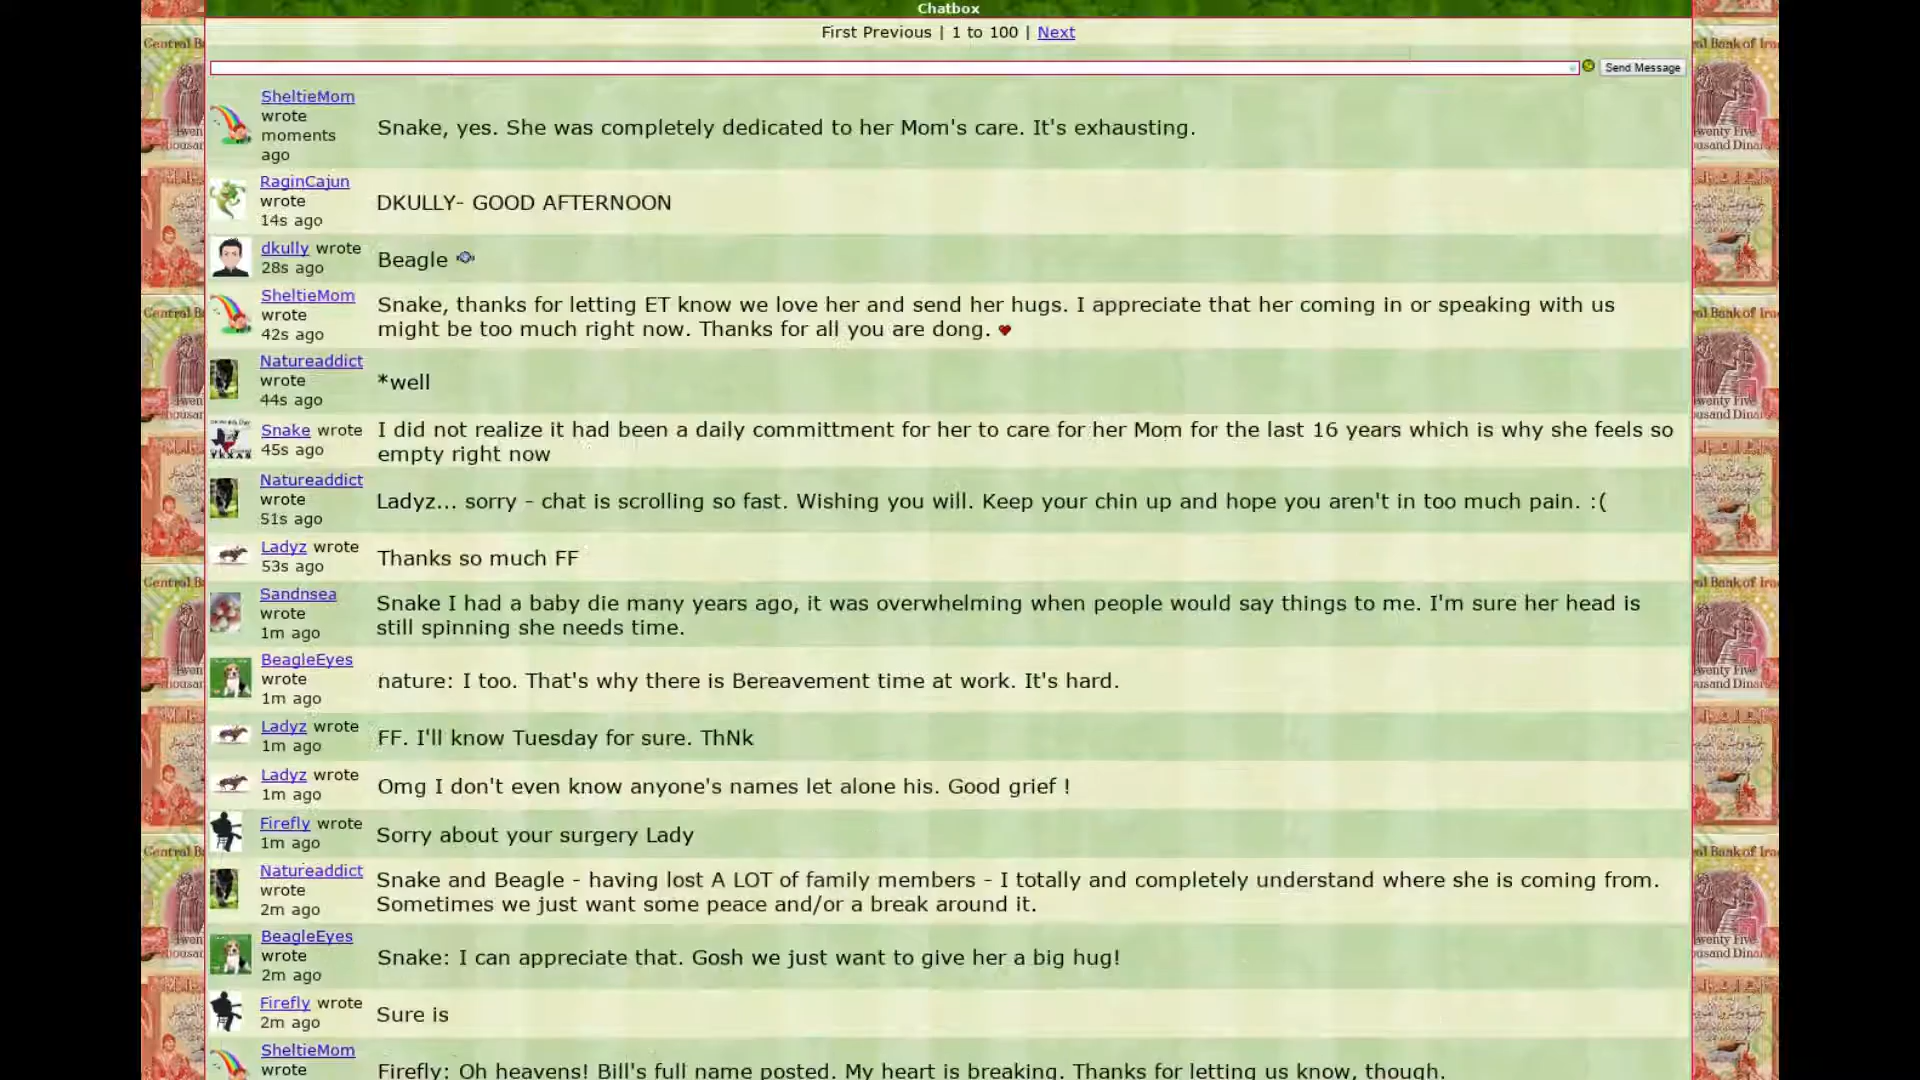 Chatbox
First Previous | 1 to 100 | Next
Send Message
SheltieMom
wrote
moments
ago
Snake, yes. She was completely dedicated to her Mom's care. It's exhausting.
RaginCajun
wrote
14s ago
DKULLY- GOOD AFTERNOON
dkully wrote
28s ago
Beagle
SheltieMom
wrote
42s ago
Snake, thanks for letting ET know we love her and send her hugs. I appreciate that her coming in or speaking with us
might be too much right now. Thanks for all you are dong.
Natureaddict
wrote
44s ago
*well
Snake wrote
45s ago
I did not realize it had been a daily committment for her to care for her Mom for the last 16 years which is why she feels so
empty right now
Natureaddict
wrote
51s ago
Ladyz... sorry - chat is scrolling so fast. Wishing you will. Keep your chin up and hope you aren't in too much pain. :(
Ladyz wrote
53s ago
Thanks so much FF
Sandnsea
wrote
1m ago
Snake I had a baby die many years ago, it was overwhelming when people would say things to me. I'm sure her head is
still spinning she needs time.
BeagleEyes
wrote
1m ago
nature: I too. That's why there is Bereavement time at work. It's hard.
Ladyz wrote
1m ago
FF. I'll know Tuesday for sure. ThNk
Ladyz wrote
1m ago
Omg I don't even know anyone's names let alone his. Good grief !
Firefly wrote
1m ago
Sorry about your surgery Lady
Natureaddict
wrote
2m ago
Snake and Beagle - having lost A LOT of family members - I totally and completely understand where she is coming from.
Sometimes we just want some peace and/or a break around it.
BeagleEyes
wrote
2m ago
Snake: I can appreciate that. Gosh we just want to give her a big hug!
Firefly wrote
2m ago
Sure is
SheltieMom
wrote
Firefly: Oh heavens! Bill's full name posted. My heart is breaking. Thanks for letting us know, though.